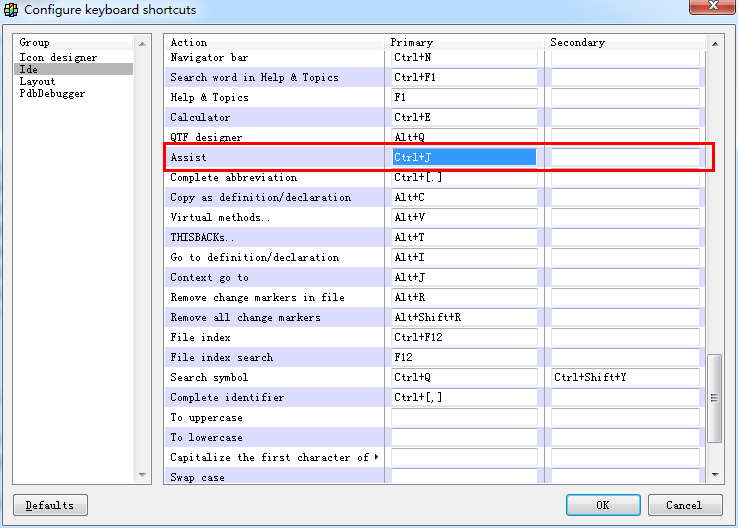 Configure keyboard shortcuts
Group
Icon designer
Ide
Layout
PdbDebugger
Action Primary Secondary
Navigator bar Ctrl+N
Search word in Help & Topics Ctrl+F1
Help & Topics F1
Calculator Ctrl+E
QTF designer Alt+Q
Assist Ctrl+J
Complete abbreviation Ctrl+[.]
Copy as definition/declaration Alt+C
Virtual methods.. Alt+V
THISBACKs.. Alt+T
Go to definition/declaration Alt+I
Context go to Alt+J
Remove change markers in file Alt+R
Remove all change markers Alt+Shift+R
File index Ctrl+F12
File index search F12
Search symbol Ctrl+Q Ctrl+Shift+Y
Complete identifier Ctrl+[,]
To uppercase
To lowercase
Capitalize the first character of
Swap case
Defaults OK Cancel